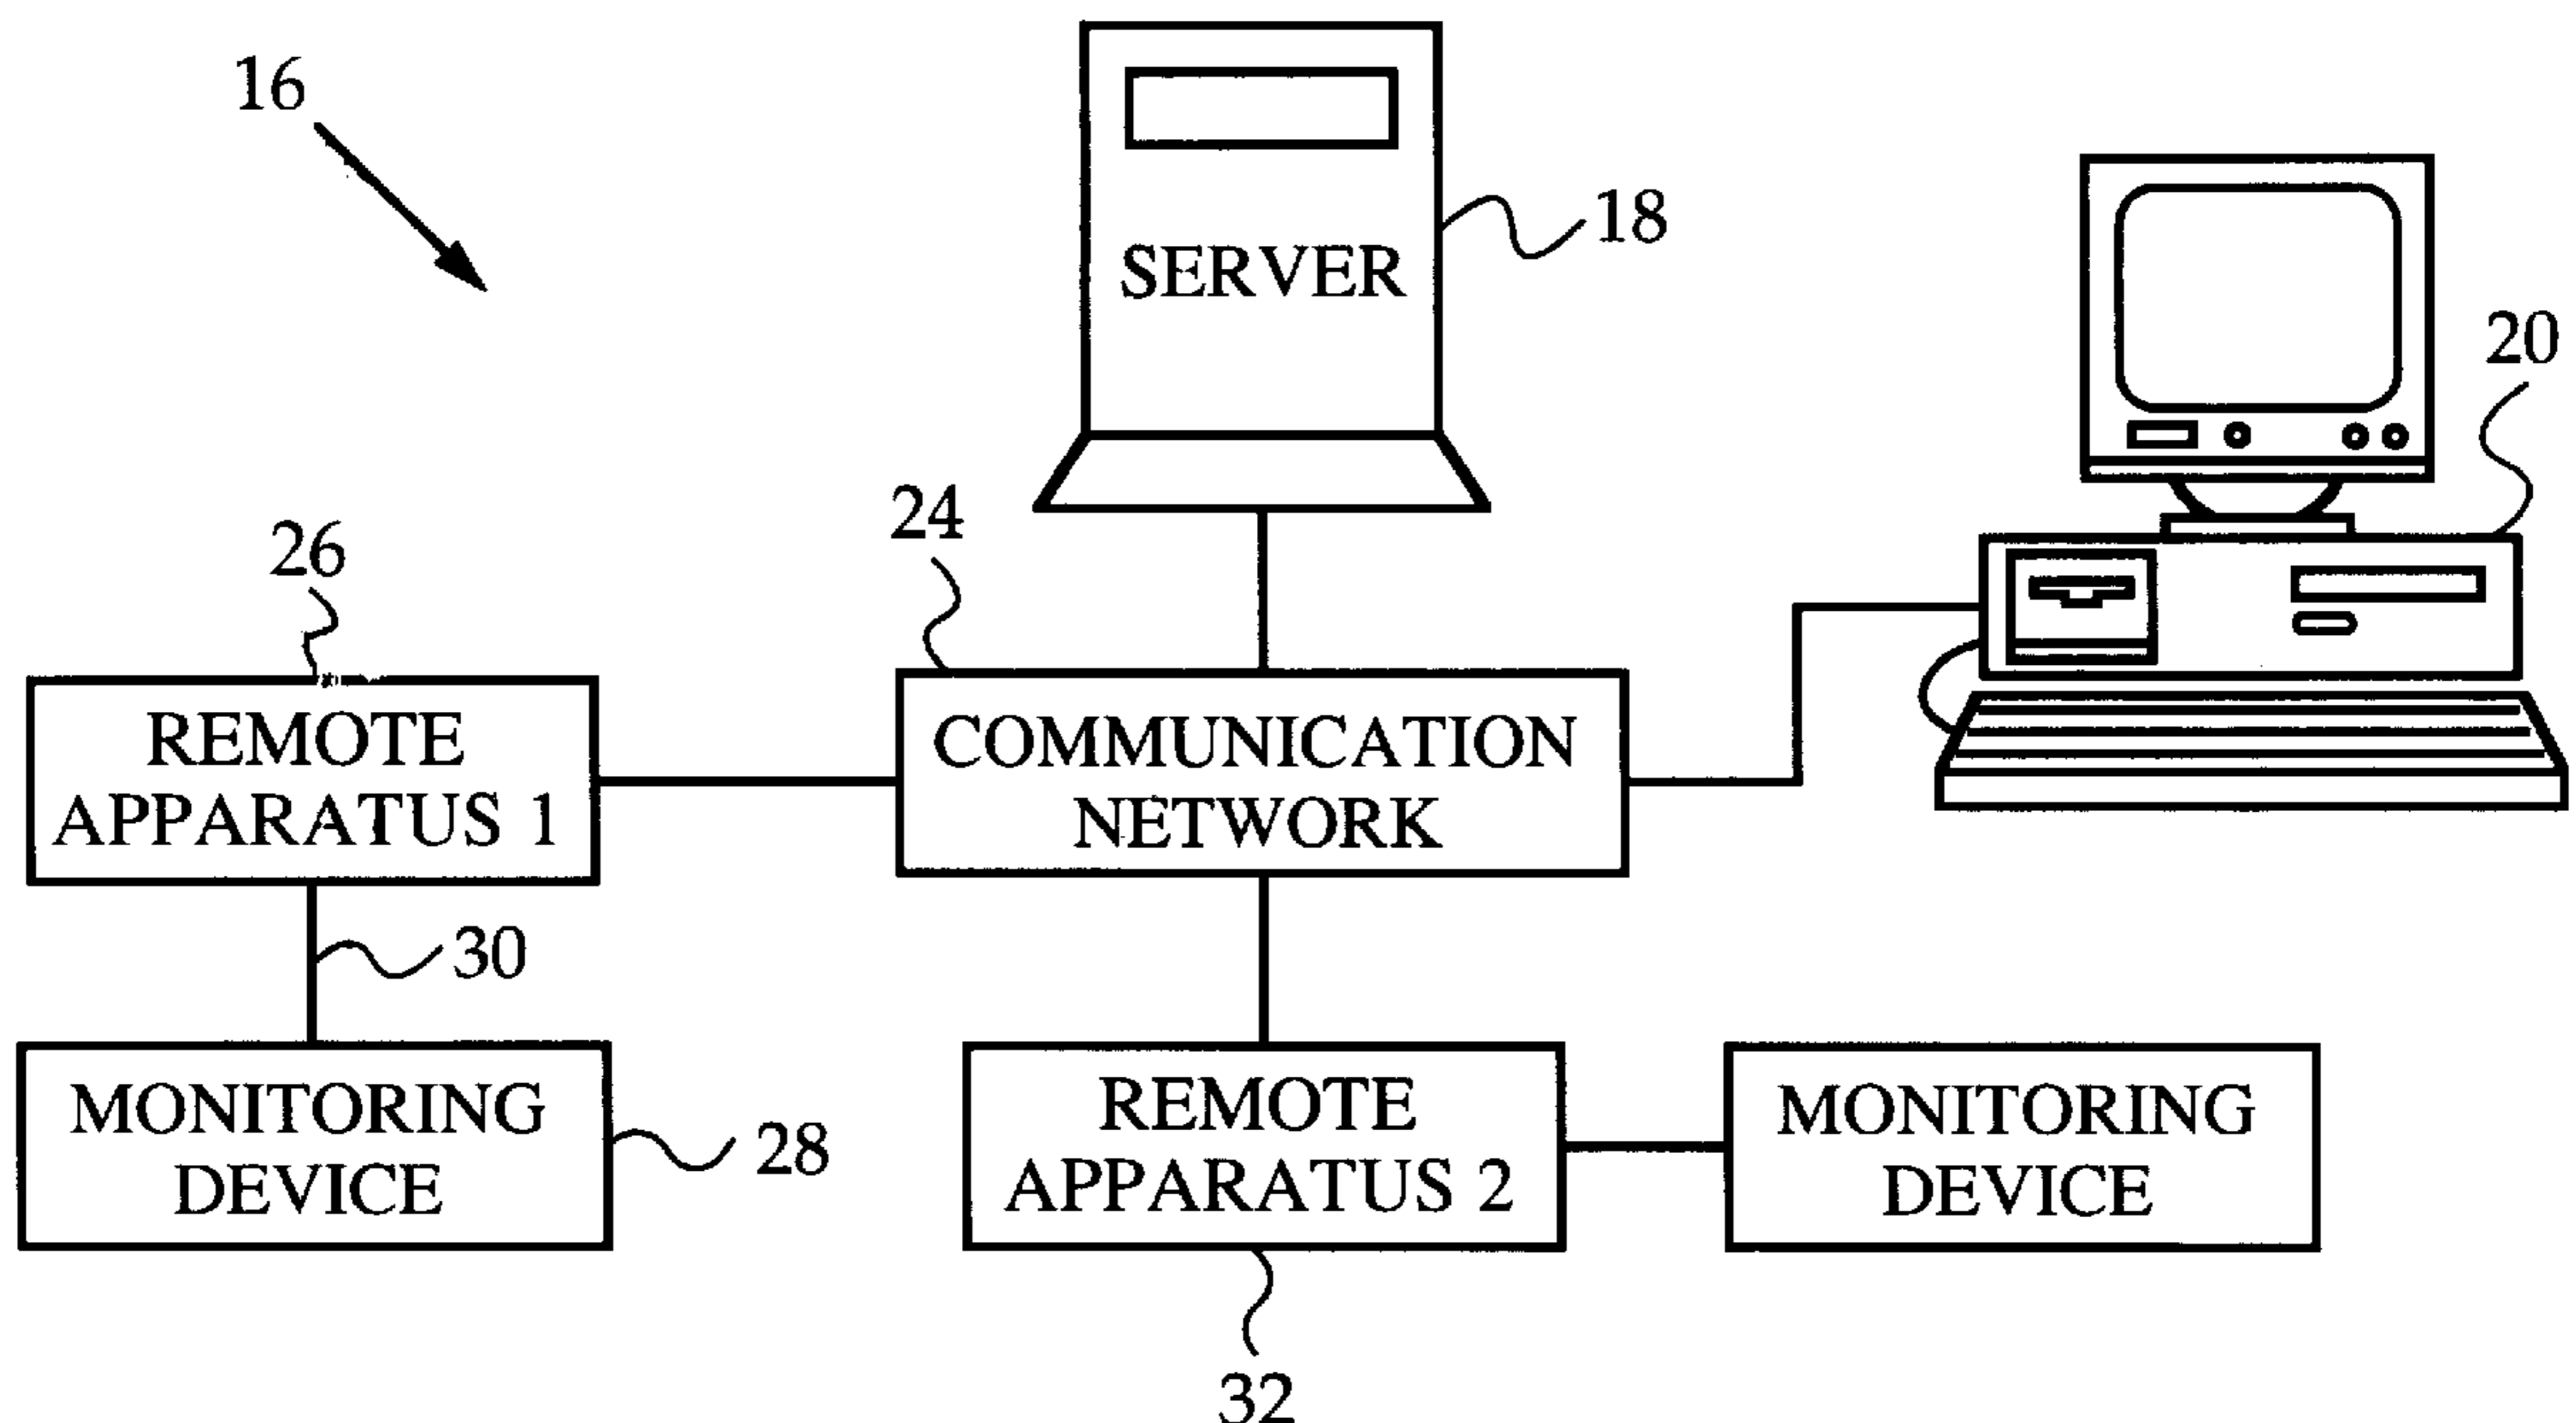 16
SERVER
18
20
24
26
REMOTE
APPARATUS 1
COMMUNICATION
NETWORK
30
MONITORING
DEVICE
28
REMOTE
APPARATUS 2
MONITORING
DEVICE
32